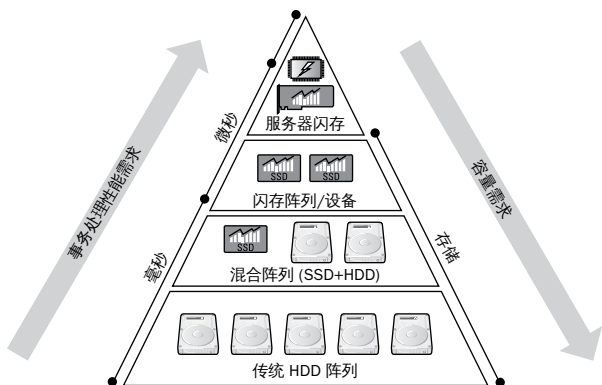 服务器闪存
微秒
SSD
SSD
闪存阵列/设备
事务处理性能需求
容量需求
SSD
毫秒
存储
混合阵列 (SSD+HDD)
传统 HDD 阵列